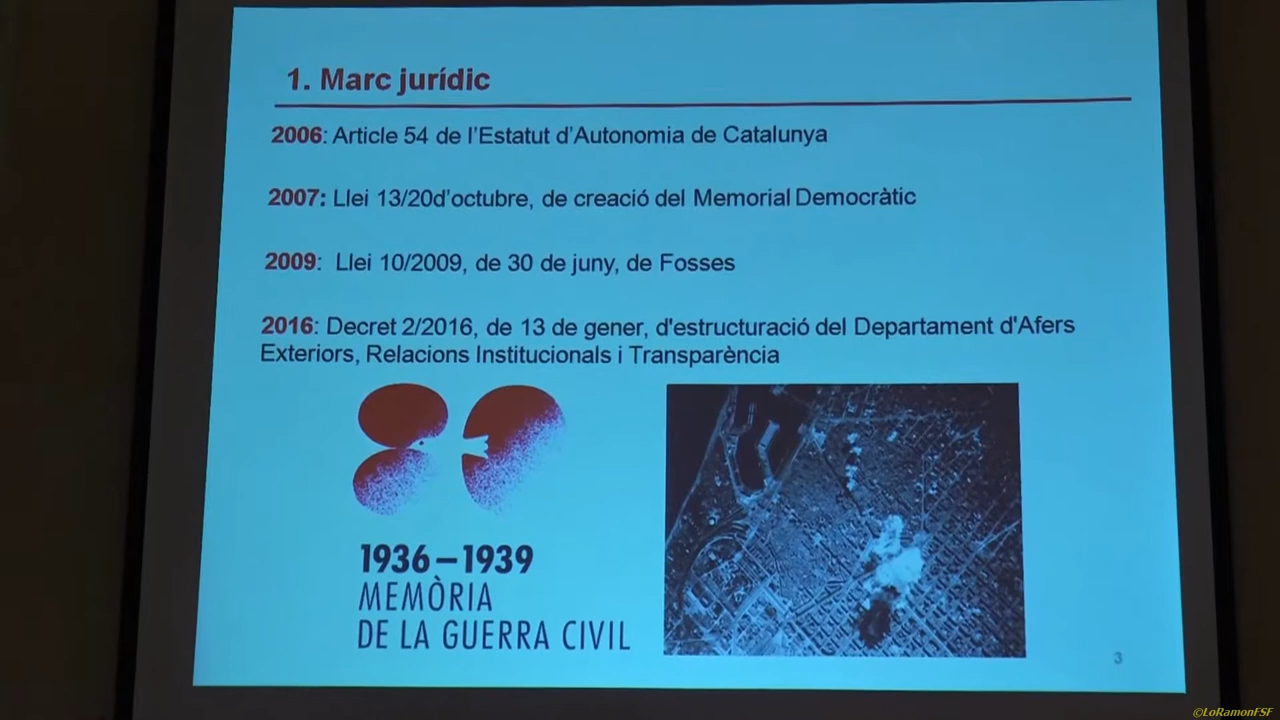 1. Marc jurídic
2006: Article 54 de l'Estatut d'Autonomia de Catalunya
2007: Llei 13/20d'octubre, de creació del Memorial Democràtic
2009: Llei 10/2009, de 30 de juny, de Fosses
2016: Decret 2/2016, de 13 de gener, d'estructuració del Departament d'Afers
Exteriors, Relacions Institucionals i Transparència
1936–1939
MEMÒRIA
DE LA GUERRA CIVIL
3
©LoRamonFSF